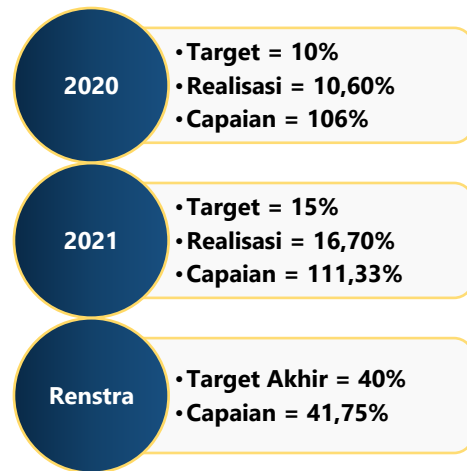 2020
•Target = 10%
•Realisasi = 10,60%
•Capaian = 106%
2021
•Target = 15%
•Realisasi = 16,70%
•Capaian = 111,33%
Renstra
•Target Akhir = 40%
•Capaian = 41,75%